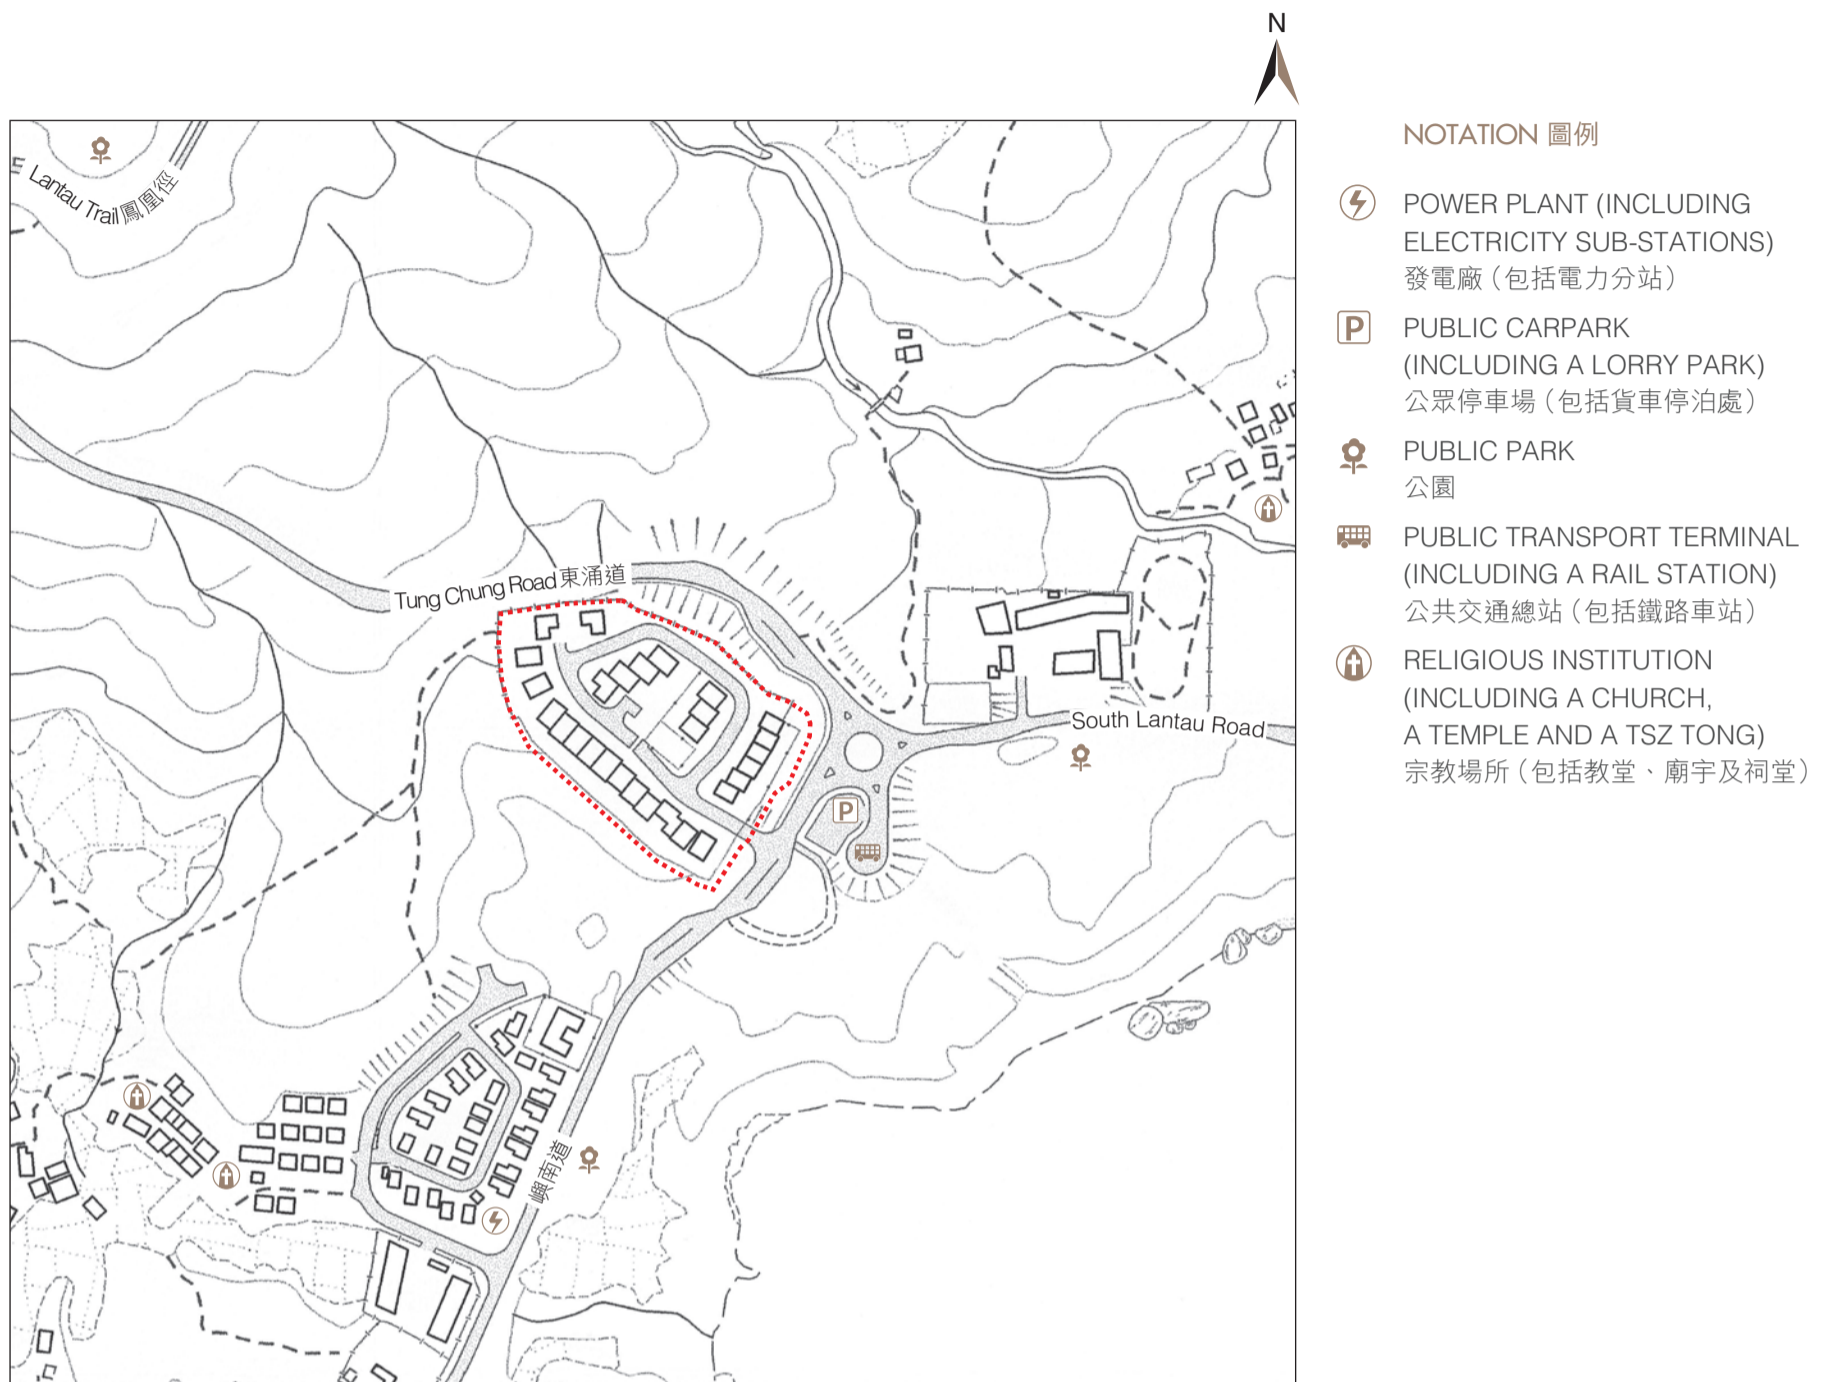 N
NOTATION 圖例
POWER PLANT (INCLUDING
ELECTRICITY SUB-STATIONS)
發電廠（包括電力分站）
P
PUBLIC CARPARK
(INCLUDING A LORRY PARK)
公眾停車場（包括貨車停泊處）
PUBLIC PARK
公園
PUBLIC TRANSPORT TERMINAL
(INCLUDING A RAIL STATION)
公共交通總站（包括鐵路車站）
RELIGIOUS INSTITUTION
(INCLUDING A CHURCH,
A TEMPLE AND A TSZ TONG)
宗教場所（包括教堂、廟宇及祠堂）
Lantau Trail 鳳凰徑
Tung Chung Road 東涌道
South Lantau Road
P
嶼南道